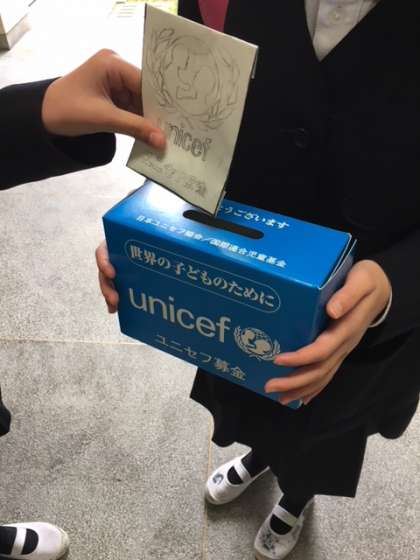 unicef
ユニセフ募金
うございます
日本ユニセフ協会／国際連合児童基金
世界の子どものために
unicef
ユニセフ募金